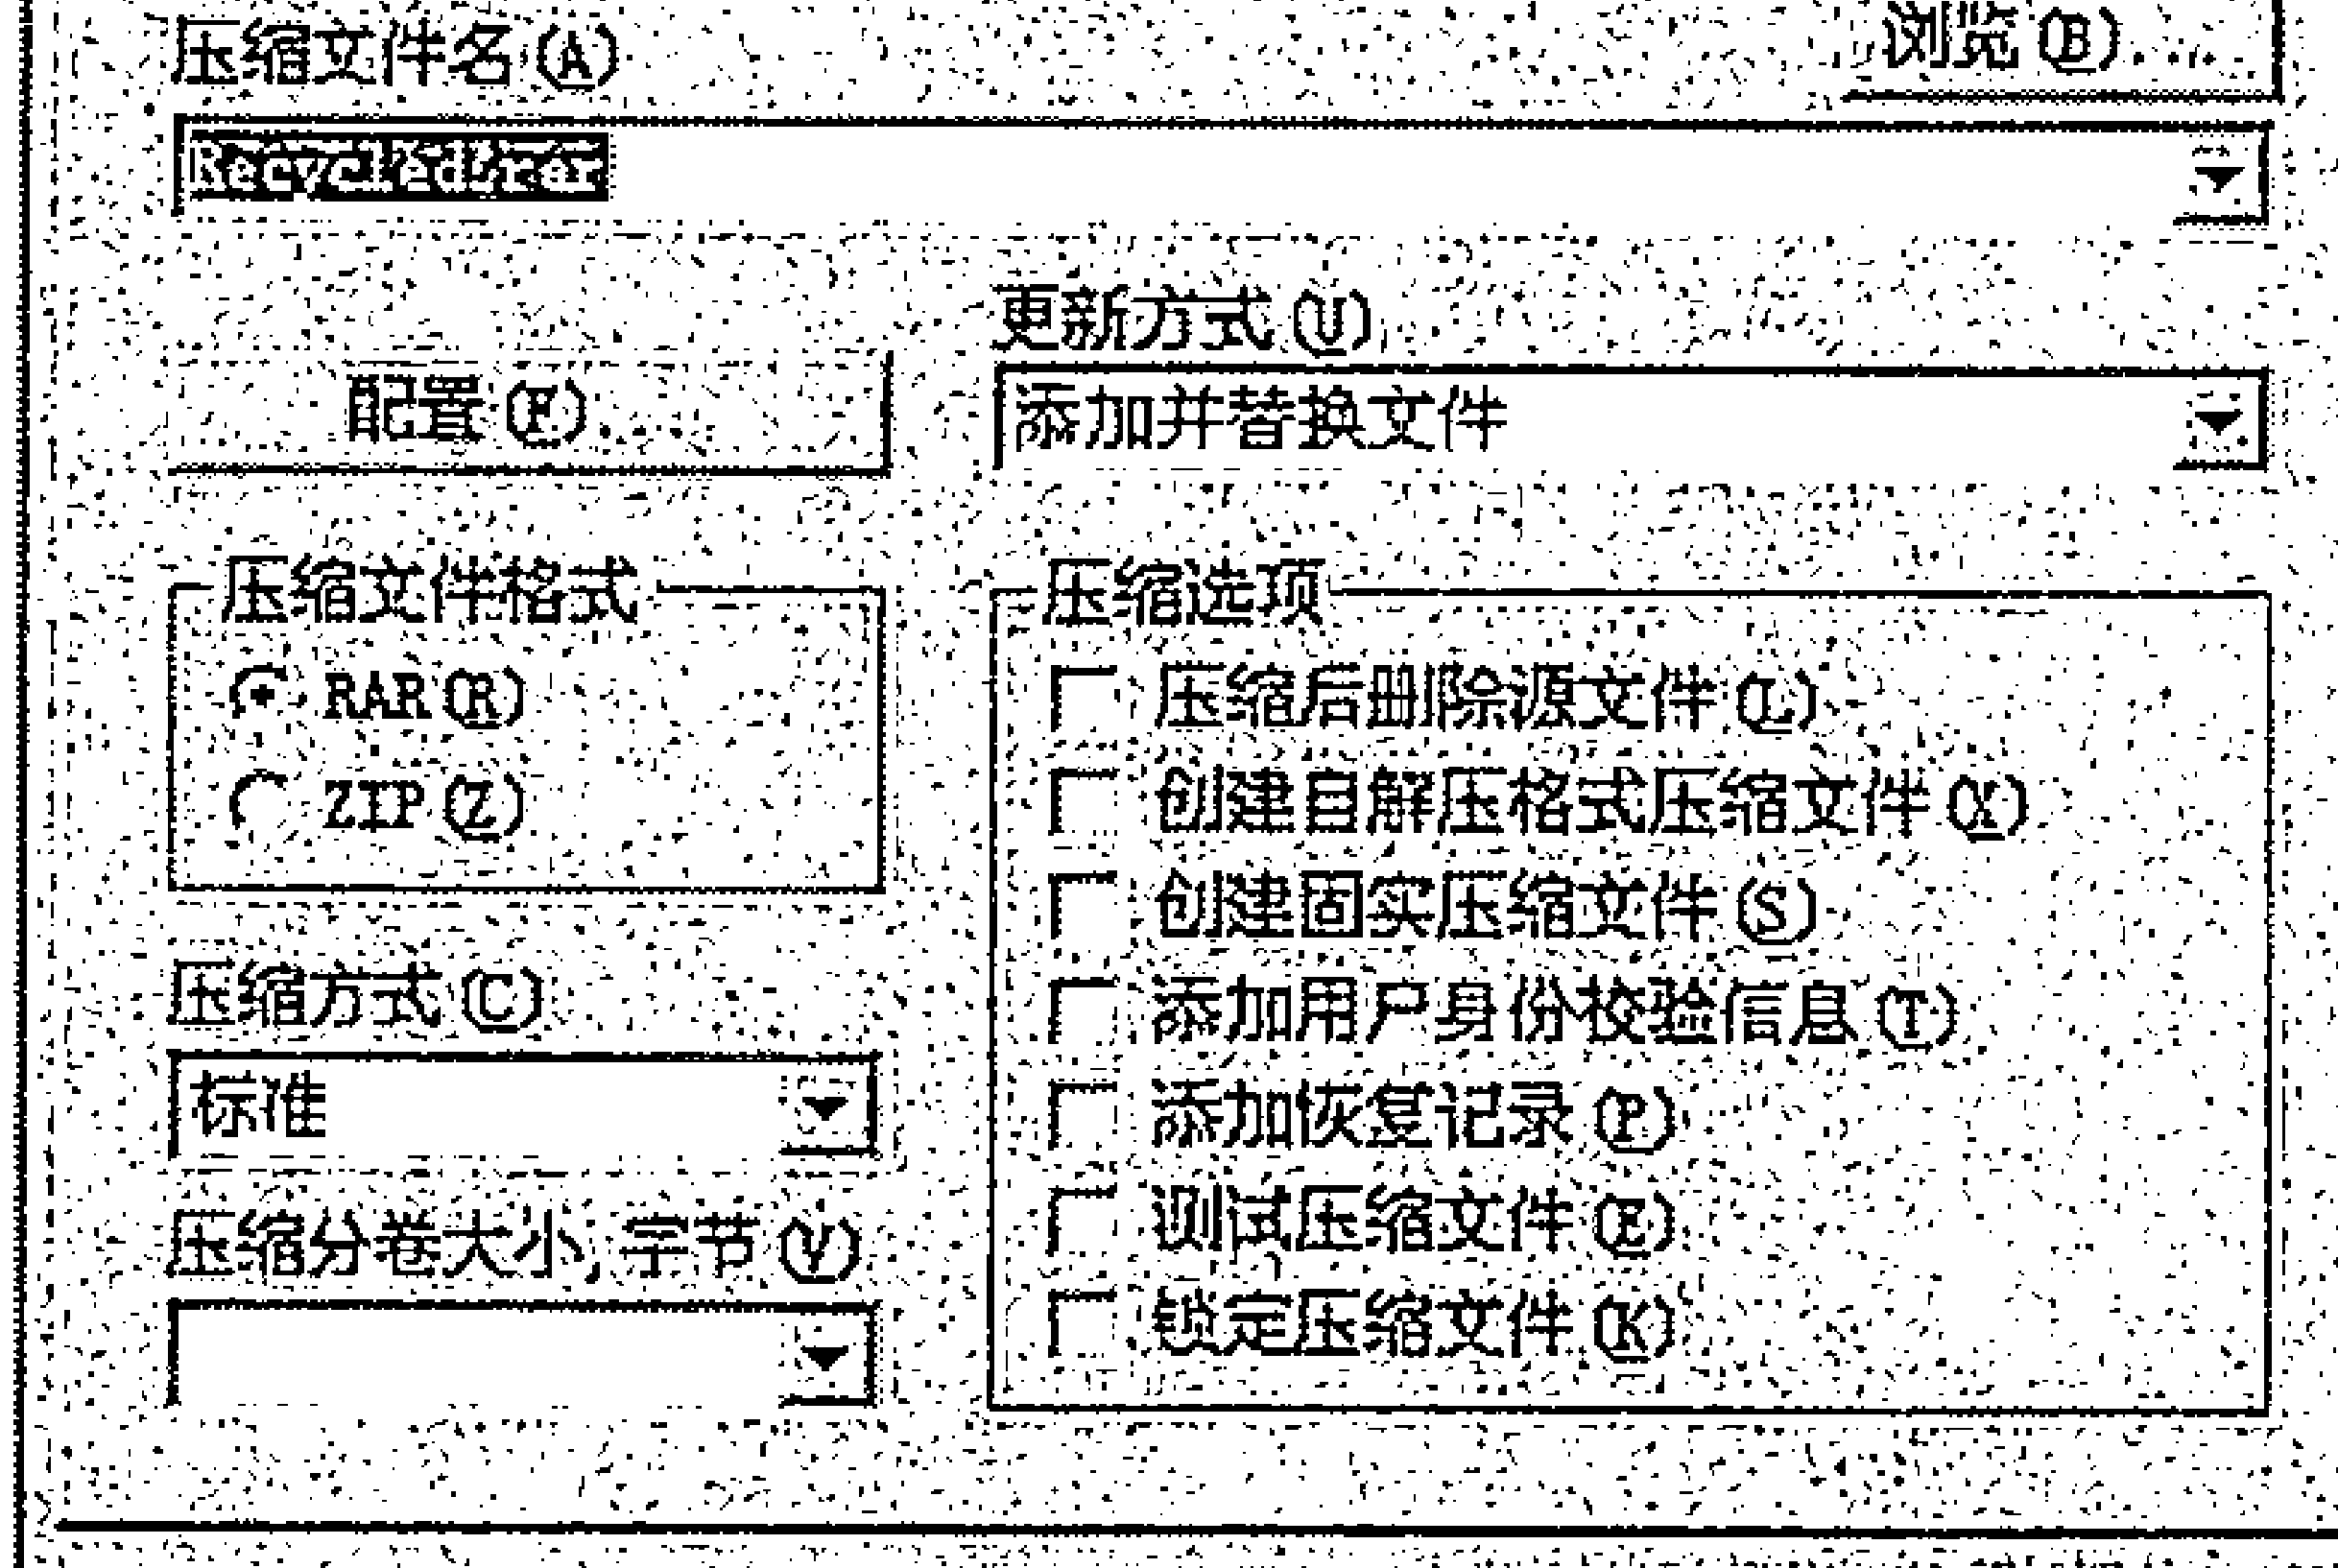 压缩文件名(A)
浏览(B)...
Recycled.rar
更新方式(U)
配置(F)...
添加并替换文件
压缩文件格式
RAR(R)
ZIP(Z)
压缩选项
压缩后删除源文件(L)
创建自解压格式压缩文件(X)
创建固实压缩文件(S)
添加用户身份校验信息(T)
添加恢复记录(P)
测试压缩文件(E)
锁定压缩文件(K)
压缩方式(C)
标准
压缩分卷大小,字节(V)